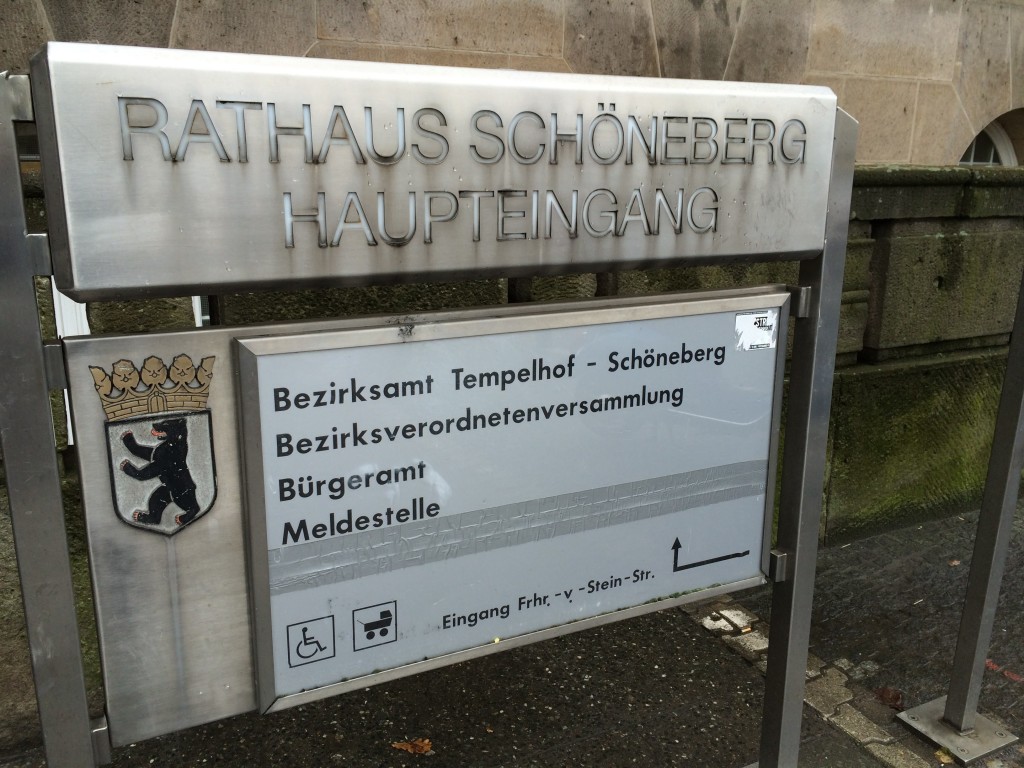 RATHAUS SCHÖNEBERG
HAUPTEINGANG
Bezirksamt Tempelhof - Schöneberg
Bezirksverordnetenversammlung
Bürgeramt
Meldestelle
Eingang Frhr.-v.-Stein-Str.